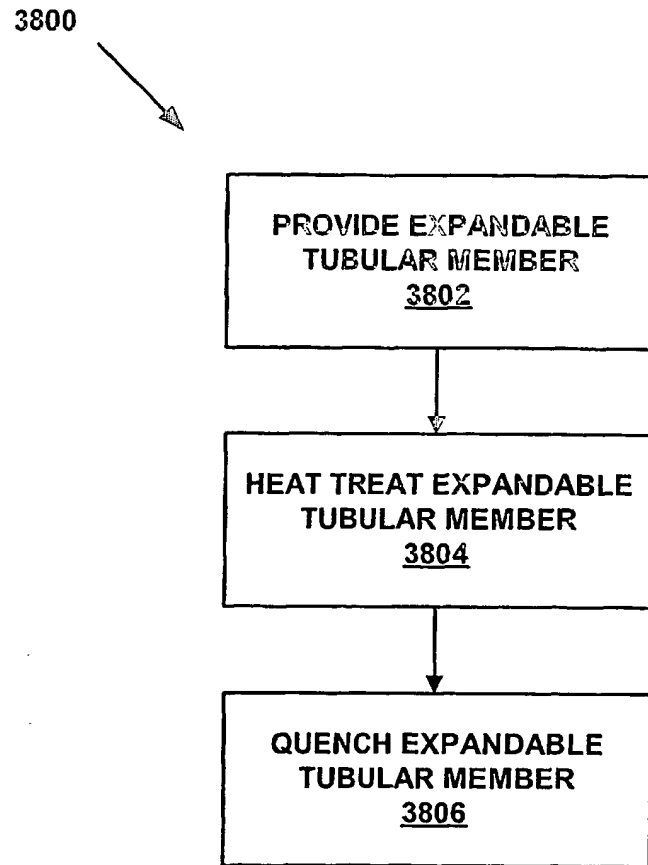 3800
PROVIDE EXPANDABLE
TUBULAR MEMBER
3802
HEAT TREAT EXPANDABLE
TUBULAR MEMBER
3804
QUENCH EXPANDABLE
TUBULAR MEMBER
3806